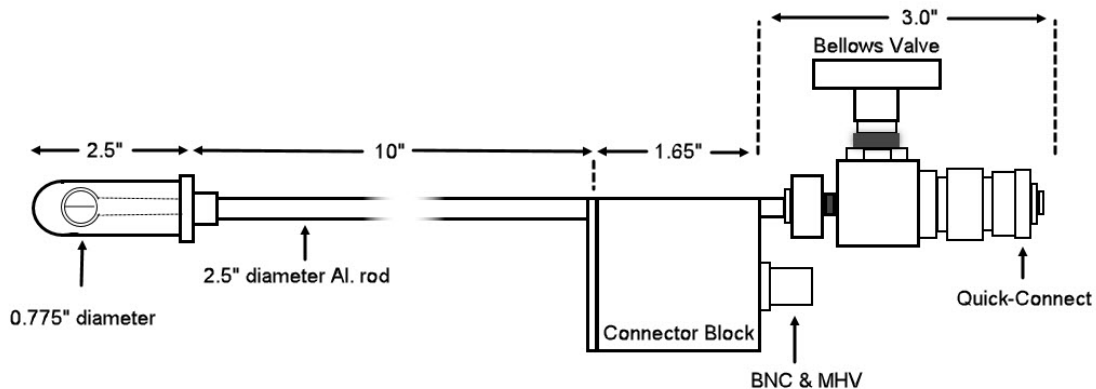 3.0"
Bellows Valve
2.5"
10"
1.65"
2.5" diameter Al. rod
0.775" diameter
Connector Block
Quick-Connect
BNC & MHV